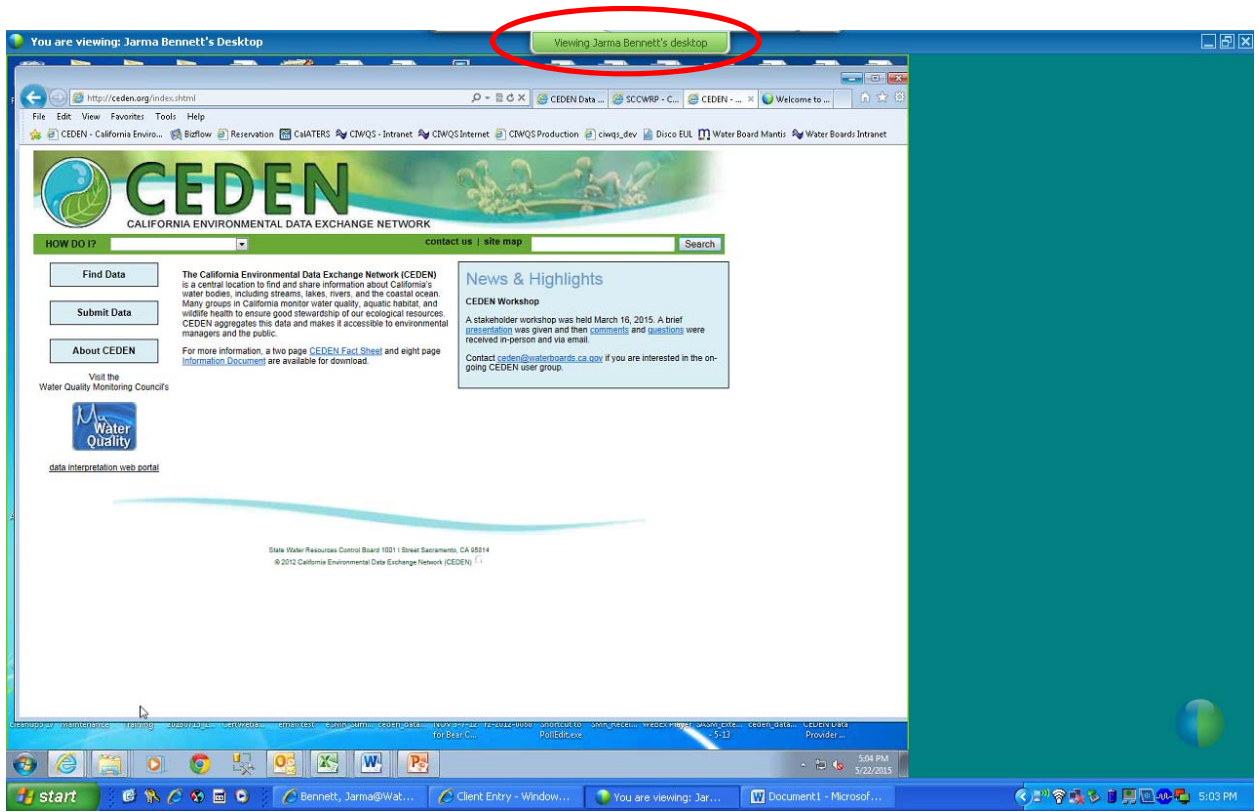 You are viewing: Jarma Bennett's Desktop
Viewing Jarma Bennett's desktop
http://ceden.org/index.shtml
CEDEN Data ...
SCCWRP - C...
CEDEN - ...
Welcome to ...
File Edit View Favorites Tools Help
CEDEN - California Enviro...
Bizflow
Reservation
CalATERS
CIWQS - Intranet
CIWQS Internet
CIWQS Production
ciwqs_dev
Disco EUL
Water Board Mantis
Water Boards Intranet
CEDEN
CALIFORNIA ENVIRONMENTAL DATA EXCHANGE NETWORK
HOW DO I?
contact us | site map
Search
Find Data
Submit Data
About CEDEN
Visit the
Water Quality Monitoring Council's
My
Water
Quality
data interpretation web portal
The California Environmental Data Exchange Network (CEDEN)
is a central location to find and share information about California's
water bodies, including streams, lakes, rivers, and the coastal ocean.
Many groups in California monitor water quality, aquatic habitat, and
wildlife health to ensure good stewardship of our ecological resources.
CEDEN aggregates this data and makes it accessible to environmental
managers and the public.
For more information, a two page CEDEN Fact Sheet and eight page
Information Document are available for download.
News & Highlights
CEDEN Workshop
A stakeholder workshop was held March 16, 2015. A brief
presentation was given and then comments and questions were
received in-person and via email.
Contact ceden@waterboards.ca.gov if you are interested in the on-
going CEDEN user group.
State Water Resources Control Board 1001 I Street Sacramento, CA 95814
© 2012 California Environmental Data Exchange Network (CEDEN)
Maintenance
Training
email test
for Bear C...
PollEdit.exe
- 5-13
Provider ...
5:04 PM
5/22/2015
start
Bennett, Jarma@Wat...
Client Entry - Window...
You are viewing: Jar...
Document1 - Microsof...
5:03 PM